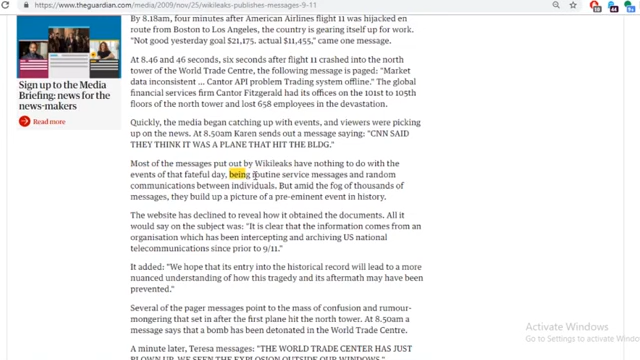 https://www.theguardian.com/media/2009/nov/25/wikileaks-publishes-messages-9-11
By 8.18am, four minutes after American Airlines flight 11 was hijacked en
route from Boston to Los Angeles, the country is gearing itself up for work.
"Not good yesterday goal $21,175. actual $11,455," came one message.
At 8.46 and 46 seconds, six seconds after flight 11 crashed into the north
tower of the World Trade Centre, the following message is paged: "Market
data inconsistent ... Cantor API problem Trading system offline." The global
financial services firm Cantor Fitzgerald had its offices on the 101st to 105th
floors of the north tower and lost 658 employees in the devastation.
Sign up to the Media
Briefing: news for the
news-makers
Read more
Quickly, the media began catching up with events, and viewers were picking
up on the news. At 8.50am Karen sends out a message saying: "CNN SAID
THEY THINK IT WAS A PLANE THAT HIT THE BLDG."
Most of the messages put out by Wikileaks have nothing to do with the
events of that fateful day, being routine service messages and random
communications between individuals. But amid the fog of thousands of
messages, they build up a picture of a pre-eminent event in history.
The website has declined to reveal how it obtained the documents. All it
would say on the subject was: "It is clear that the information comes from an
organisation which has been intercepting and archiving US national
telecommunications since prior to 9/11."
It added: "We hope that its entry into the historical record will lead to a more
nuanced understanding of how this tragedy and its aftermath may have been
prevented."
Several of the pager messages point to the mass of confusion and rumour-
mongering that set in after the first plane hit the north tower. At 8.50am a
message says that a bomb has been detonated in the World Trade Centre.
A minute later, Teresa messages: "THE WORLD TRADE CENTER HAS JUST
BLOWN UP, WE SEEN THE EXPLOSION OUTSIDE OUR WINDOWS."
Activate Windows
Go to Settings to activate Windows